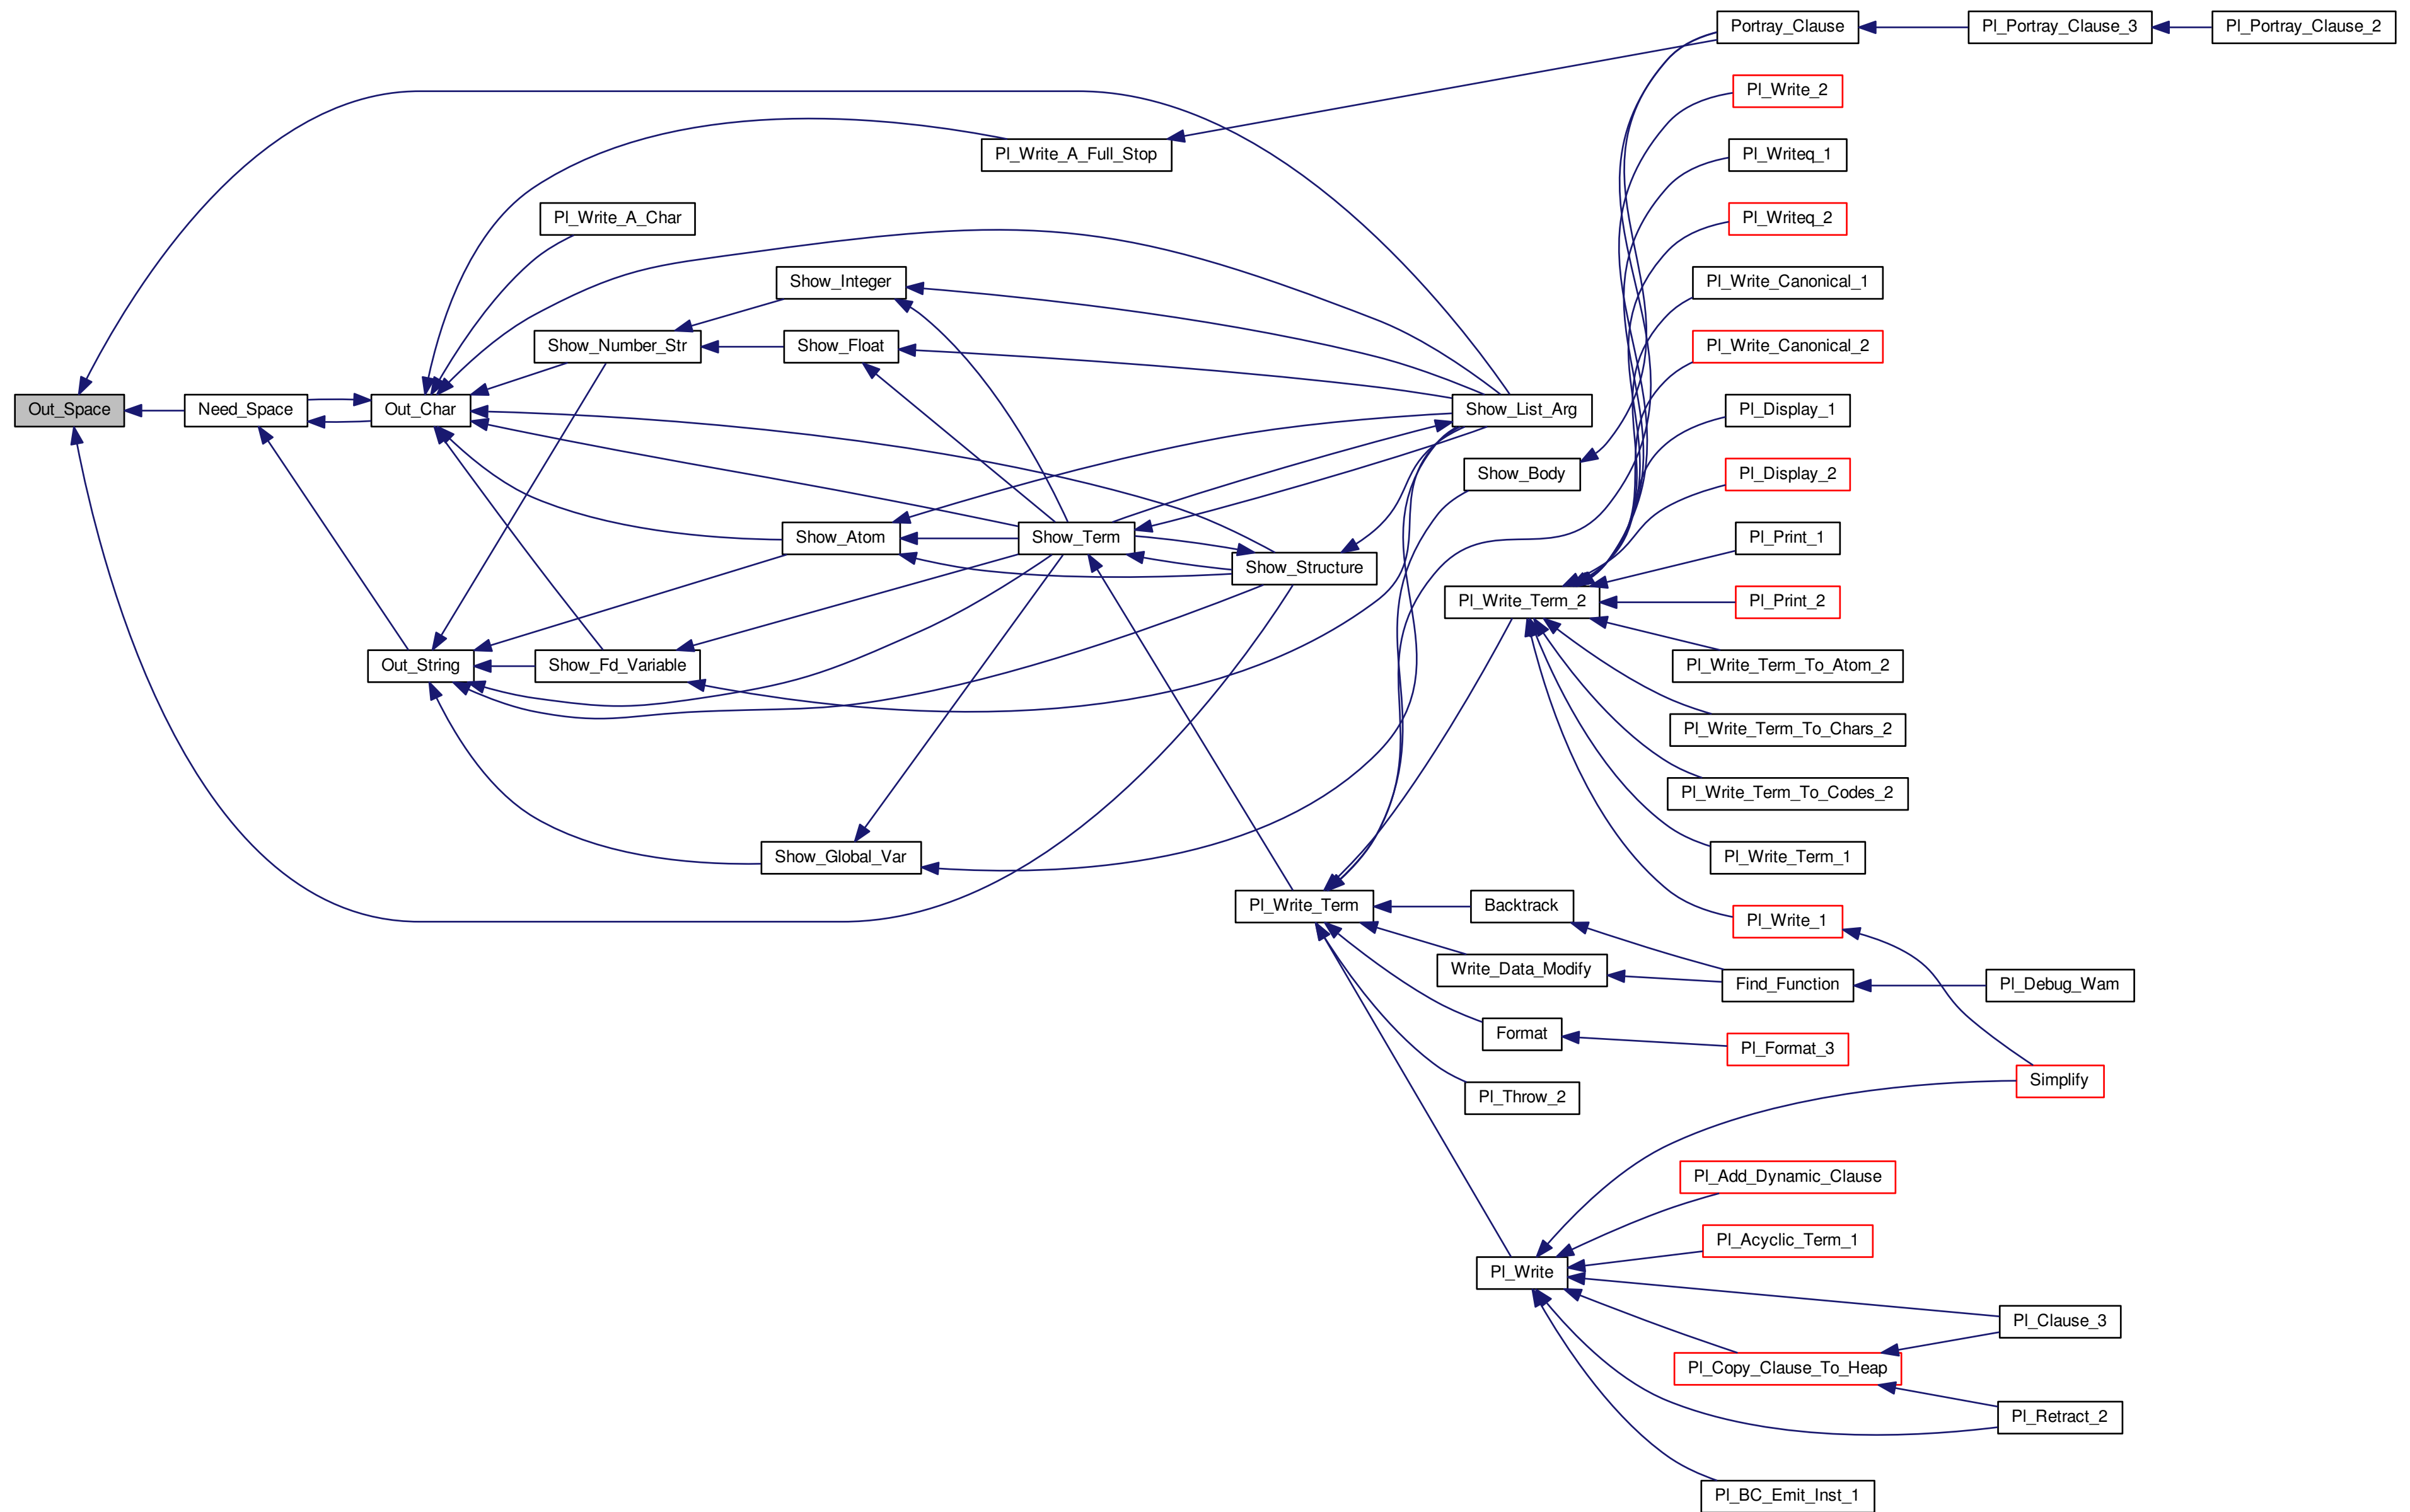 Portray_Clause
Pl_Portray_Clause_3
Pl_Portray_Clause_2
Pl_Write_2
Pl_Write_A_Full_Stop
Pl_Writeq_1
Pl_Write_A_Char
Pl_Writeq_2
Show_Integer
Pl_Write_Canonical_1
Show_Number_Str
Show_Float
Pl_Write_Canonical_2
Out_Space
Need_Space
Out_Char
Show_List_Arg
Pl_Display_1
Show_Body
Pl_Display_2
Show_Atom
Show_Term
Pl_Print_1
Show_Structure
Pl_Write_Term_2
Pl_Print_2
Out_String
Show_Fd_Variable
Pl_Write_Term_To_Atom_2
Pl_Write_Term_To_Chars_2
Pl_Write_Term_To_Codes_2
Show_Global_Var
Pl_Write_Term_1
Pl_Write_Term
Backtrack
Pl_Write_1
Write_Data_Modify
Find_Function
Pl_Debug_Wam
Format
Pl_Format_3
Simplify
Pl_Throw_2
Pl_Add_Dynamic_Clause
Pl_Acyclic_Term_1
Pl_Write
Pl_Clause_3
Pl_Copy_Clause_To_Heap
Pl_Retract_2
Pl_BC_Emit_Inst_1